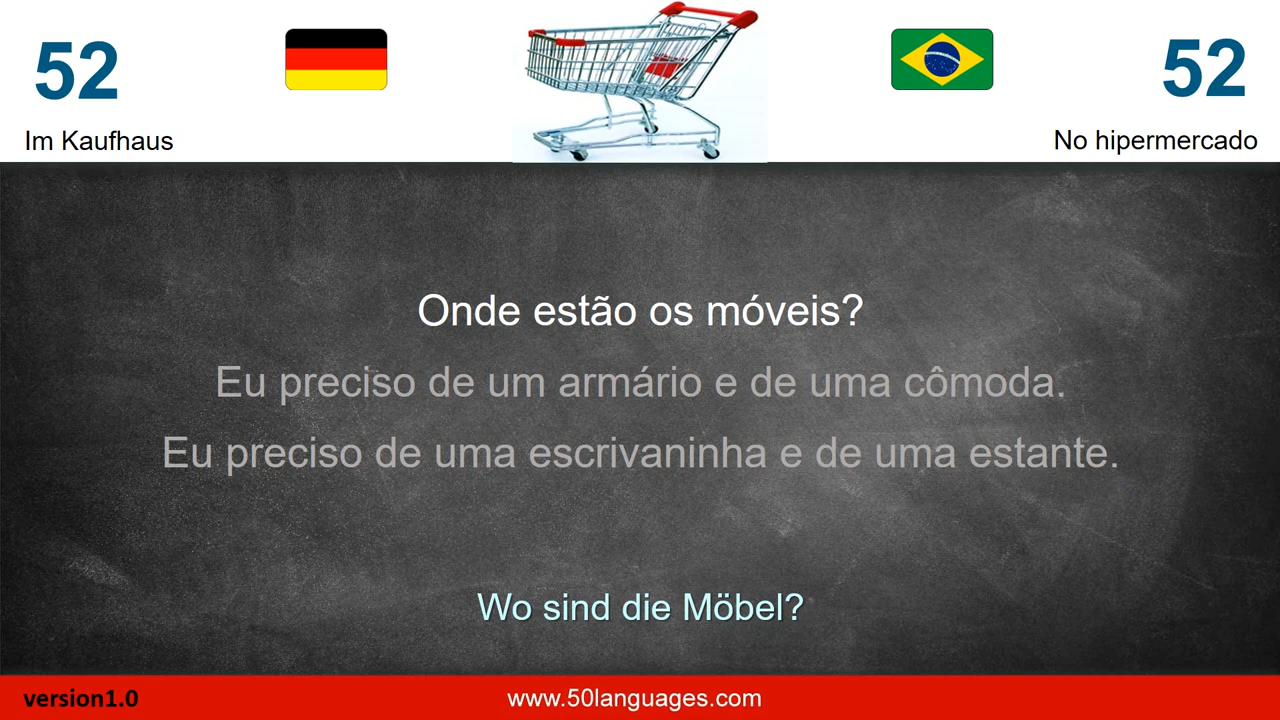 52
52
Im Kaufhaus
No hipermercado
Onde estão os móveis?
Eu preciso de um armário e de uma cômoda.
Eu preciso de uma escrivaninha e de uma estante.
Wo sind die Möbel?
version1.0
www.50languages.com